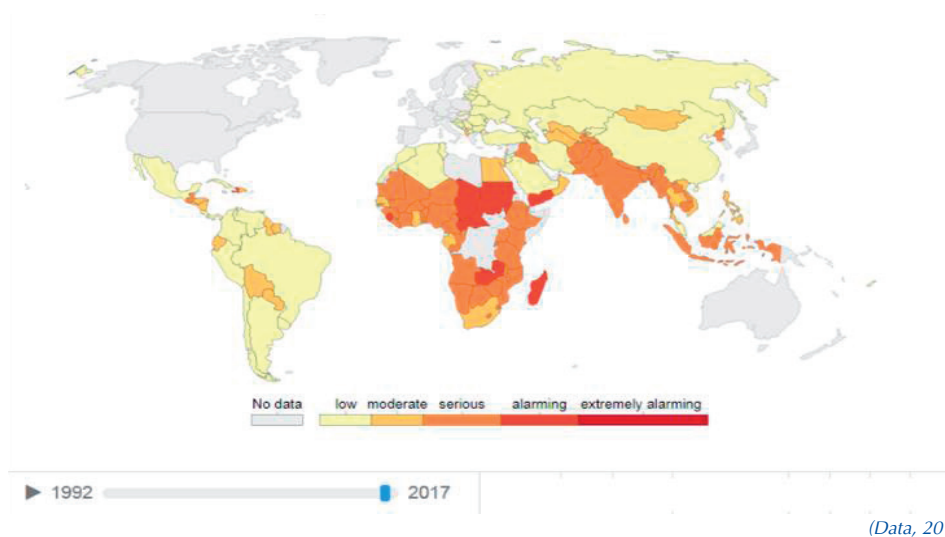 No data low moderate serious alarming extremely alarming
1992 2017
(Data, 20